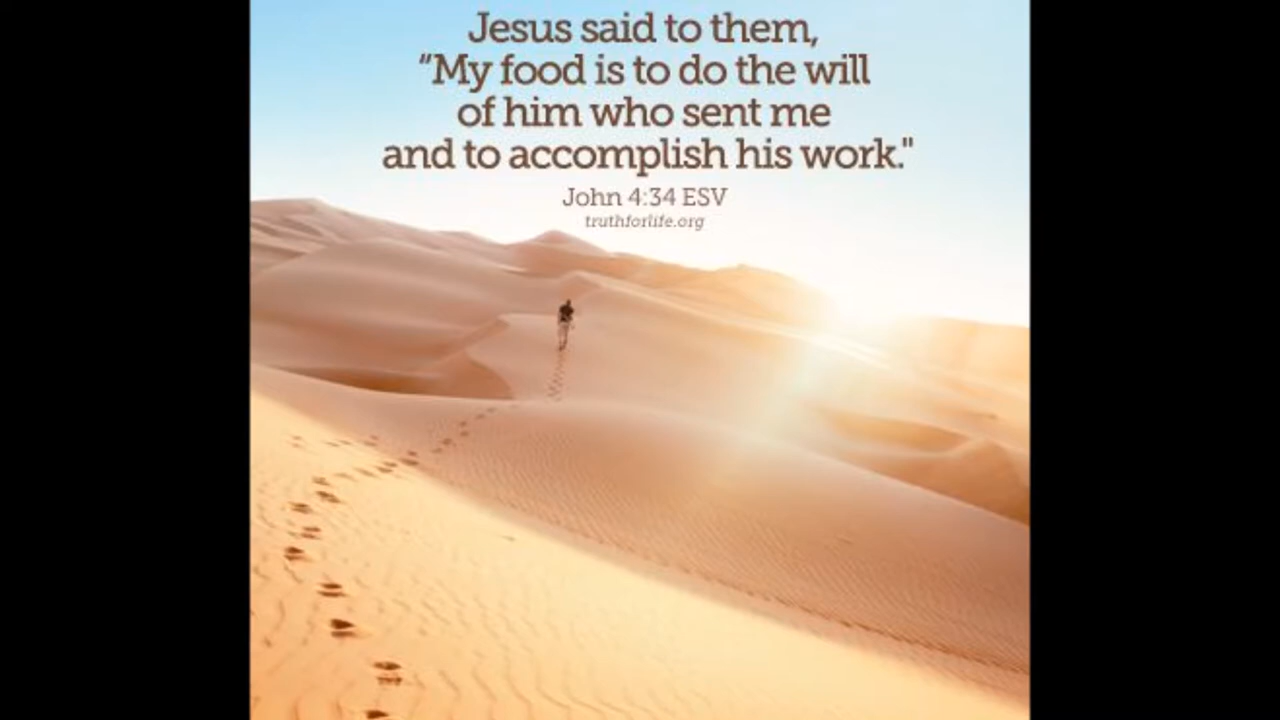 Jesus said to them,
“My food is to do the will
of him who sent me
and to accomplish his work."
John 4:34 ESV
truthforlife.org